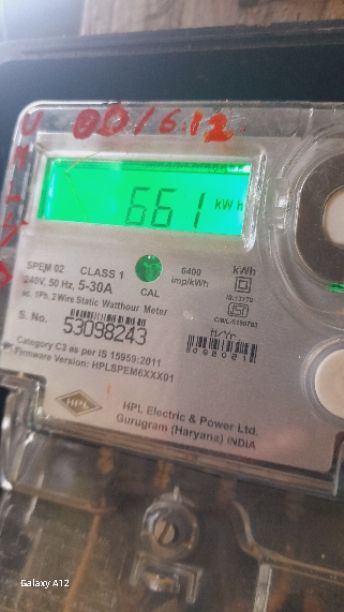 OD/6.12
661 kWh
SPEM 02 CLASS 1 6400 imp/kWh kWh
240V, 50 Hz, 5-30A CAL
ac, 1Ph, 2 Wire Static Watthour Meter
S. No. 53098243
Category C3 as per IS 15959:2011
Firmware Version: HPLSPEM6XXX01
HPL
HPL Electric & Power Ltd.
Gurugram (Haryana) INDIA
Galaxy A12